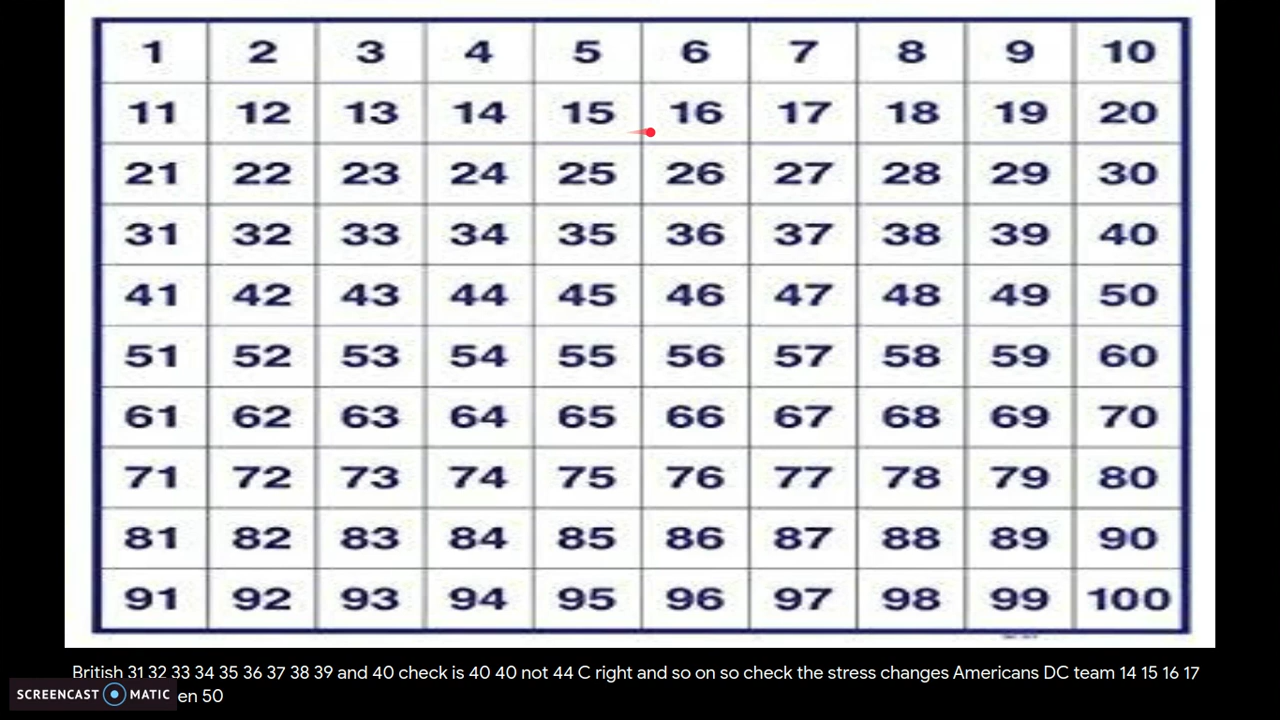 1 2 3 4 5 6 7 8 9 10
11 12 13 14 15 16 17 18 19 20
21 22 23 24 25 26 27 28 29 30
31 32 33 34 35 36 37 38 39 40
41 42 43 44 45 46 47 48 49 50
51 52 53 54 55 56 57 58 59 60
61 62 63 64 65 66 67 68 69 70
71 72 73 74 75 76 77 78 79 80
81 82 83 84 85 86 87 88 89 90
91 92 93 94 95 96 97 98 99 100
British 31 32 33 34 35 36 37 38 39 and 40 check is 40 40 not 44 C right and so on so check the stress changes Americans DC team 14 15 16 17
SCREENCAST MATIC en 50